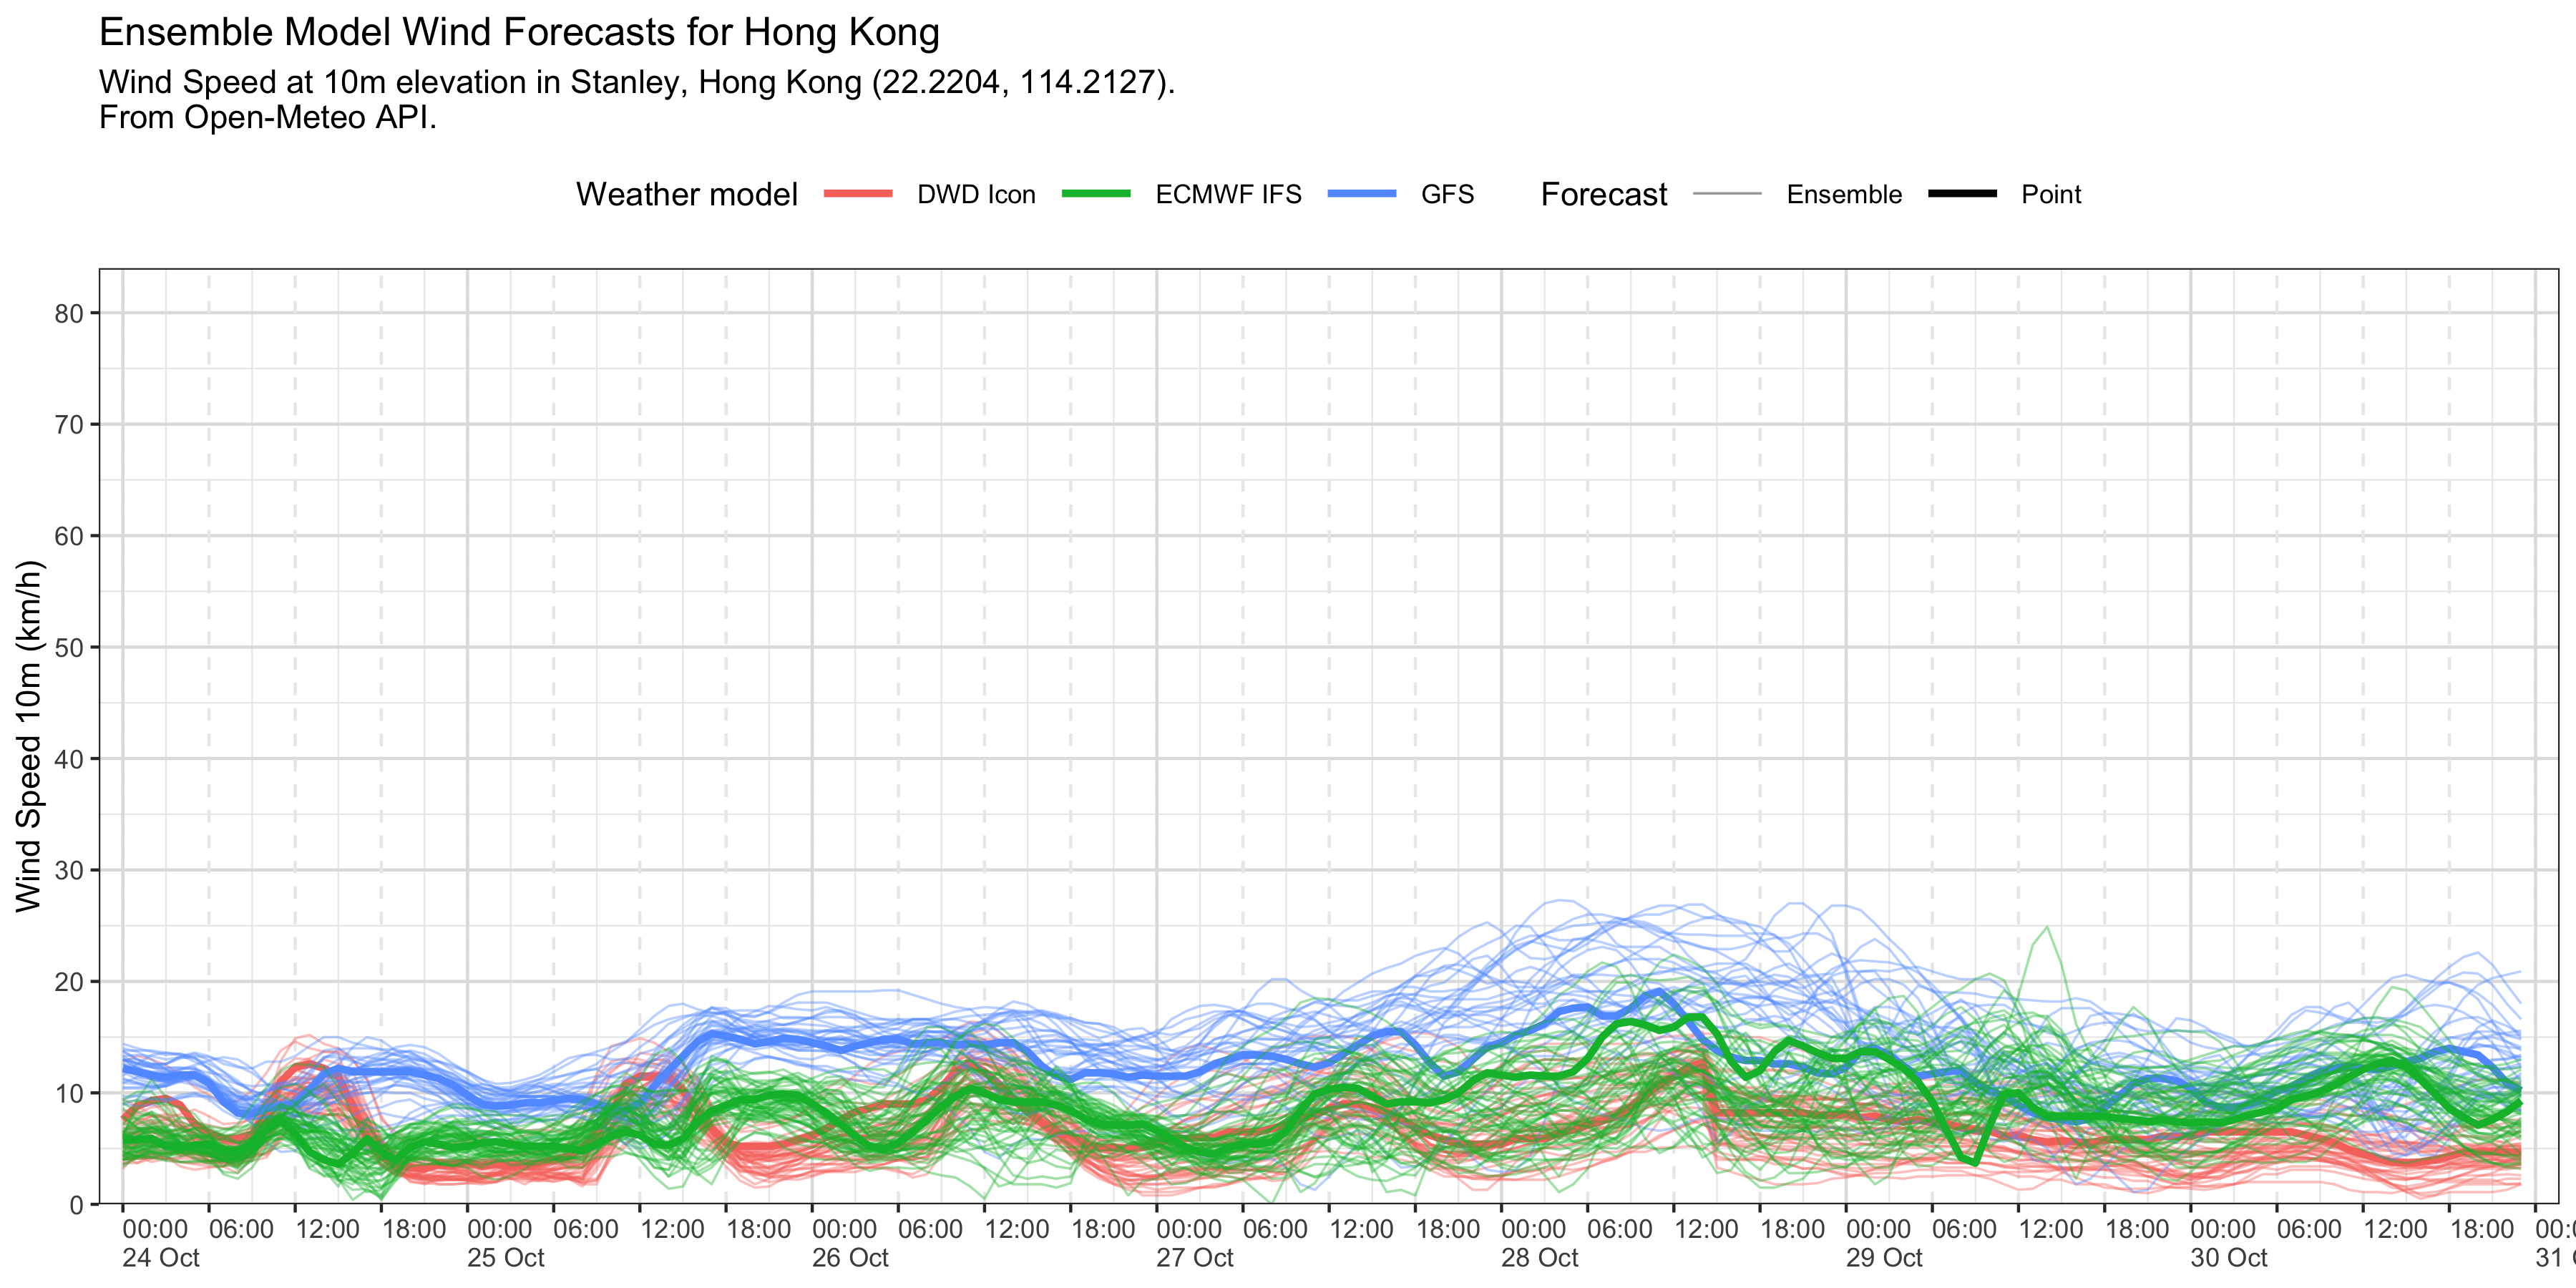 Ensemble Model Wind Forecasts for Hong Kong
Wind Speed at 10m elevation in Stanley, Hong Kong (22.2204, 114.2127).
From Open-Meteo API.
Weather model DWD Icon ECMWF IFS GFS Forecast Ensemble Point
Wind Speed 10m (km/h)
80
70
60
50
40
30
20
10
0
00:00 06:00 12:00 18:00 00:00 06:00 12:00 18:00 00:00 06:00 12:00 18:00 00:00 06:00 12:00 18:00 00:00 06:00 12:00 18:00 00:00 06:00 12:00 18:00 00:00 06:00 12:00 18:00 00:0
24 Oct 25 Oct 26 Oct 27 Oct 28 Oct 29 Oct 30 Oct 31